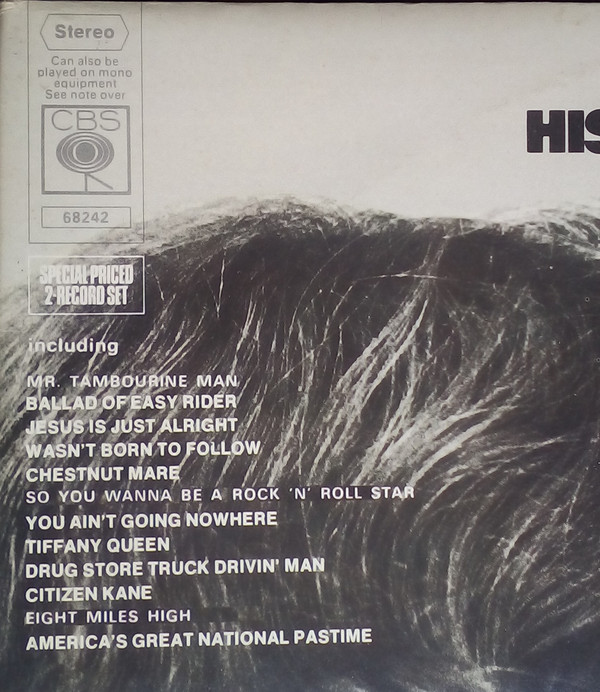 Stereo
Can also be
played on mono
equipment
See note over
CBS
68242
SPECIAL PRICED
2-RECORD SET
including
MR. TAMBOURINE MAN
BALLAD OF EASY RIDER
JESUS IS JUST ALRIGHT
WASN'T BORN TO FOLLOW
CHESTNUT MARE
SO YOU WANNA BE A ROCK 'N' ROLL STAR
YOU AIN'T GOING NOWHERE
TIFFANY QUEEN
DRUG STORE TRUCK DRIVIN' MAN
CITIZEN KANE
EIGHT MILES HIGH
AMERICA'S GREAT NATIONAL PASTIME